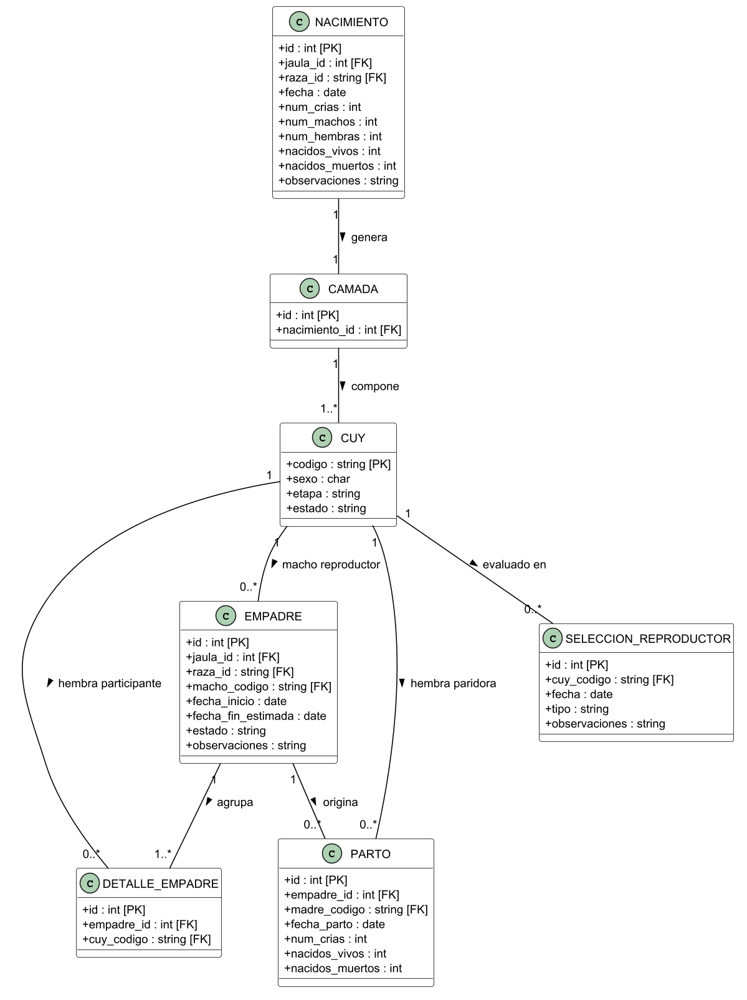 C NACIMIENTO
+id : int [PK]
+jaula_id : int [FK]
+raza_id : string [FK]
+fecha : date
+num_crias : int
+num_machos : int
+num_hembras : int
+nacidos_vivos : int
+nacidos_muertos : int
+observaciones : string
1
genera
1
C CAMADA
+id : int [PK]
+nacimiento_id : int [FK]
1
compone
1..*
C CUY
+codigo : string [PK]
+sexo : char
+etapa : string
+estado : string
1
1
1
1
macho reproductor
evaluado en
0..*
0..*
C EMPADRE
+id : int [PK]
+jaula_id : int [FK]
+raza_id : string [FK]
+macho_codigo : string [FK]
+fecha_inicio : date
+fecha_fin_estimada : date
+estado : string
+observaciones : string
C SELECCION_REPRODUCTOR
+id : int [PK]
+cuy_codigo : string [FK]
+fecha : date
+tipo : string
+observaciones : string
hembra participante
hembra paridora
1
1
agrupa
origina
0..*
0..*
0..*
1..*
C DETALLE_EMPADRE
+id : int [PK]
+empadre_id : int [FK]
+cuy_codigo : string [FK]
C PARTO
+id : int [PK]
+empadre_id : int [FK]
+madre_codigo : string [FK]
+fecha_parto : date
+num_crias : int
+nacidos_vivos : int
+nacidos_muertos : int